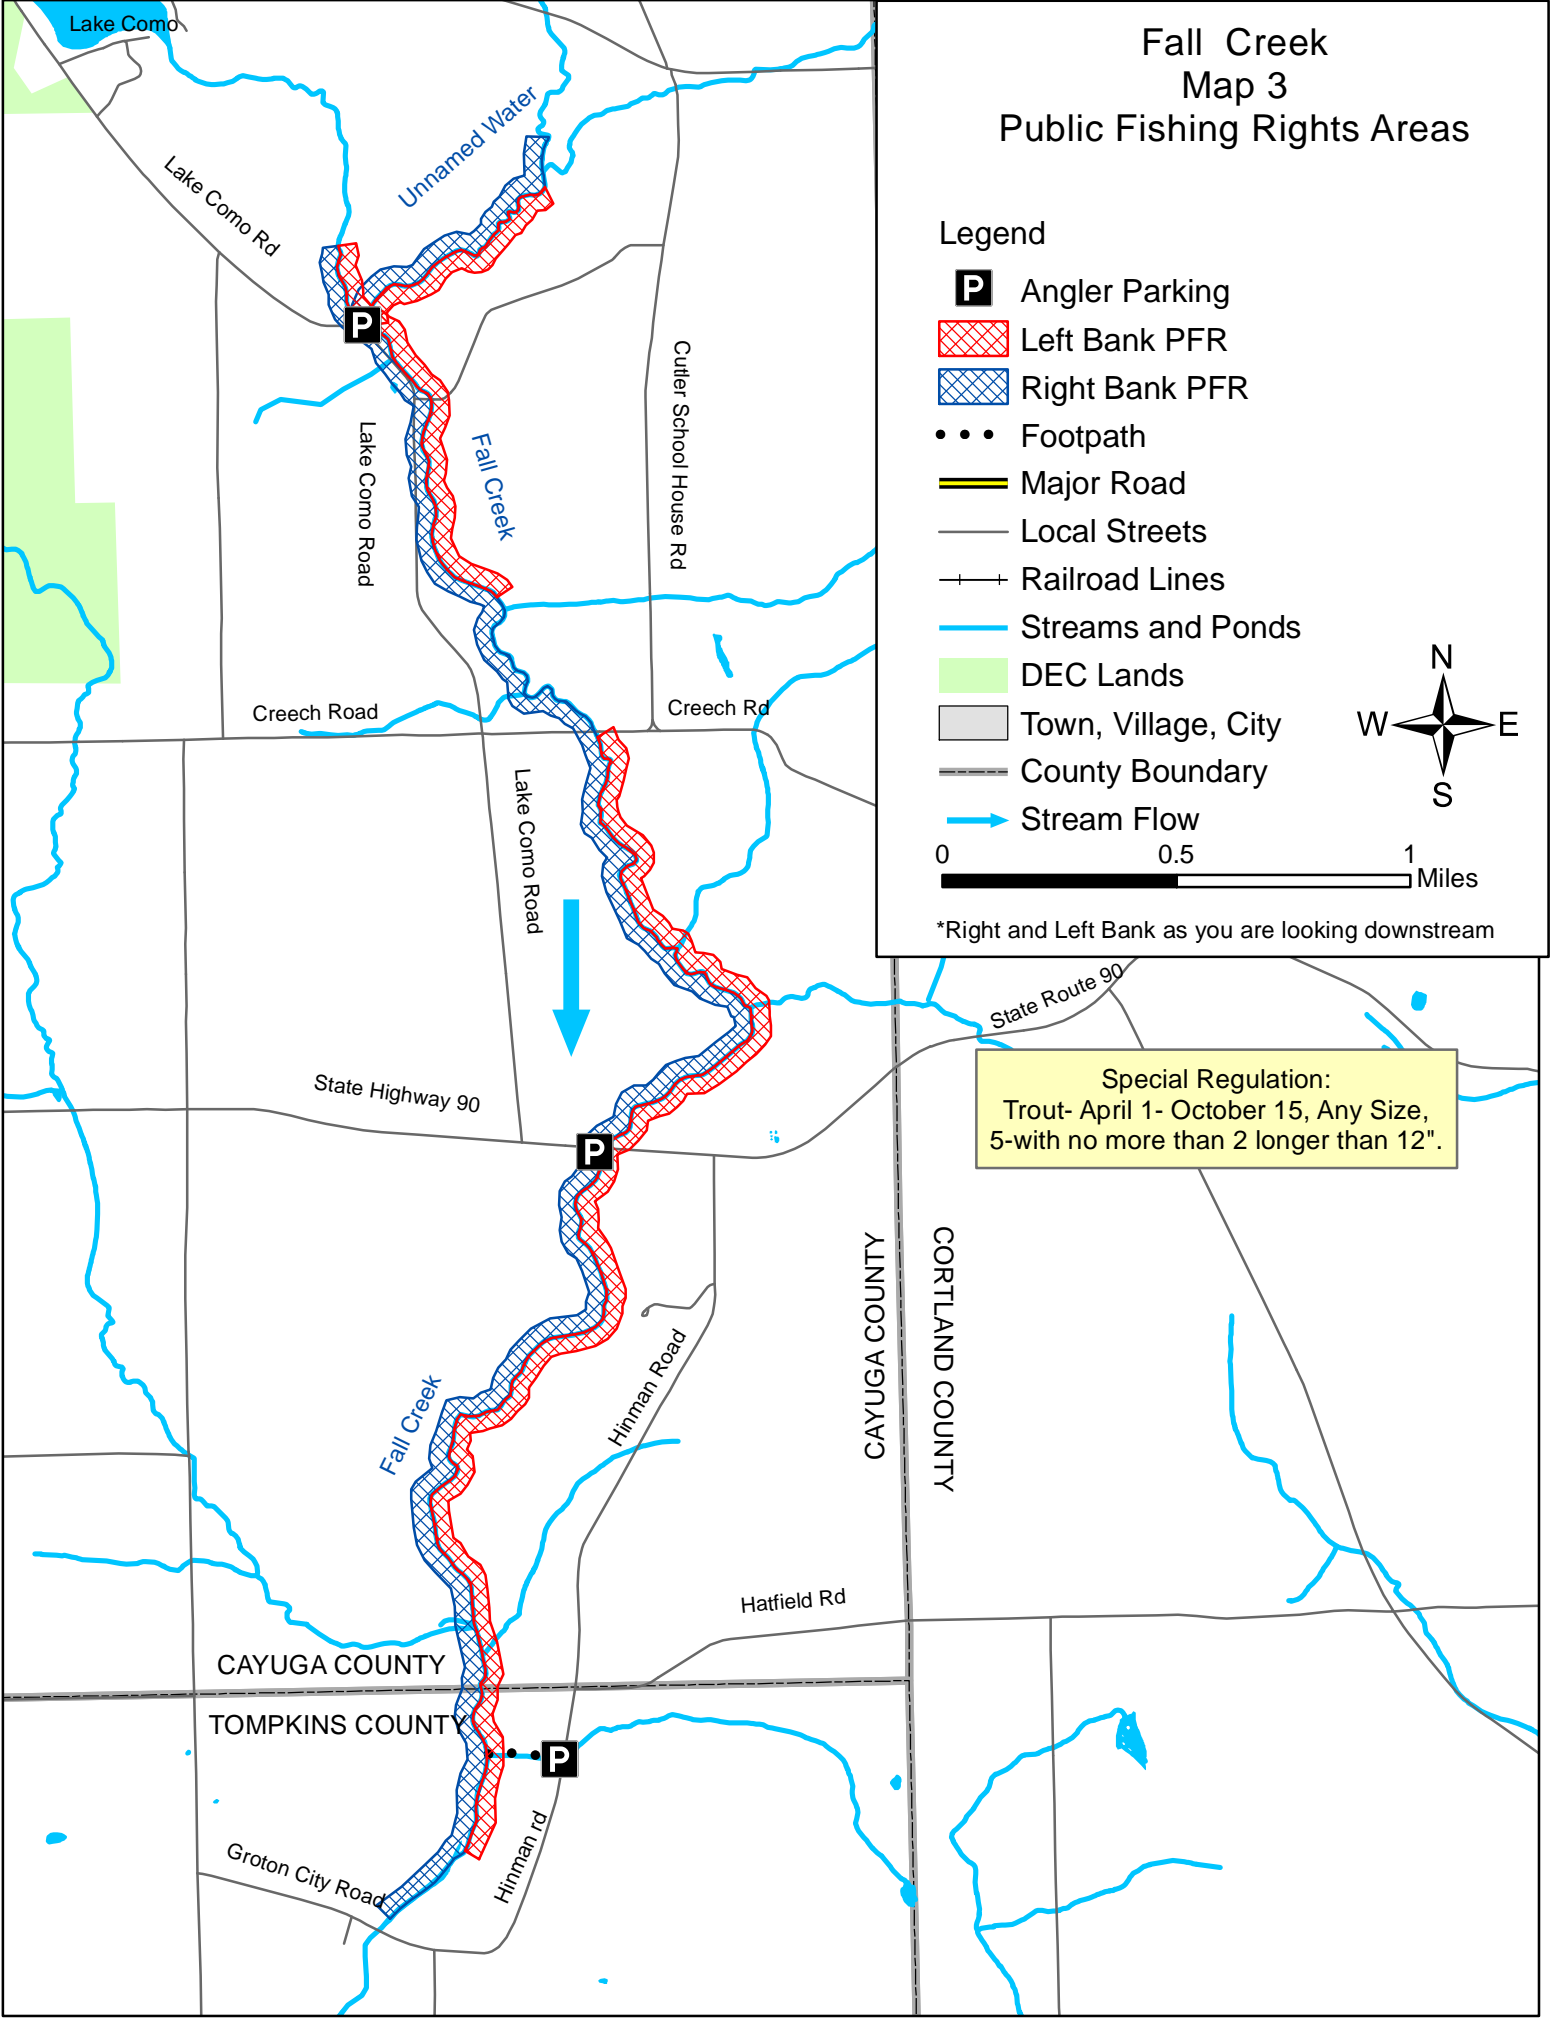 Fall Creek
Map 3
Public Fishing Rights Areas
Legend
P Angler Parking
Left Bank PFR
Right Bank PFR
Footpath
Major Road
Local Streets
Railroad Lines
Streams and Ponds
DEC Lands
Town, Village, City
County Boundary
Stream Flow
N
W E
S
0 0.5 1
Miles
*Right and Left Bank as you are looking downstream
Lake Como
Unnamed Water
Lake Como Rd
P
Cutler School House Rd
Lake Como Road
Fall Creek
Creech Road
Creech Rd
Lake Como Road
State Route 90
Special Regulation:
Trout- April 1- October 15, Any Size,
5-with no more than 2 longer than 12".
State Highway 90
P
CAYUGA COUNTY
CORTLAND COUNTY
Hinman Road
Fall Creek
Hatfield Rd
CAYUGA COUNTY
TOMPKINS COUNTY
P
Hinman rd
Groton City Road